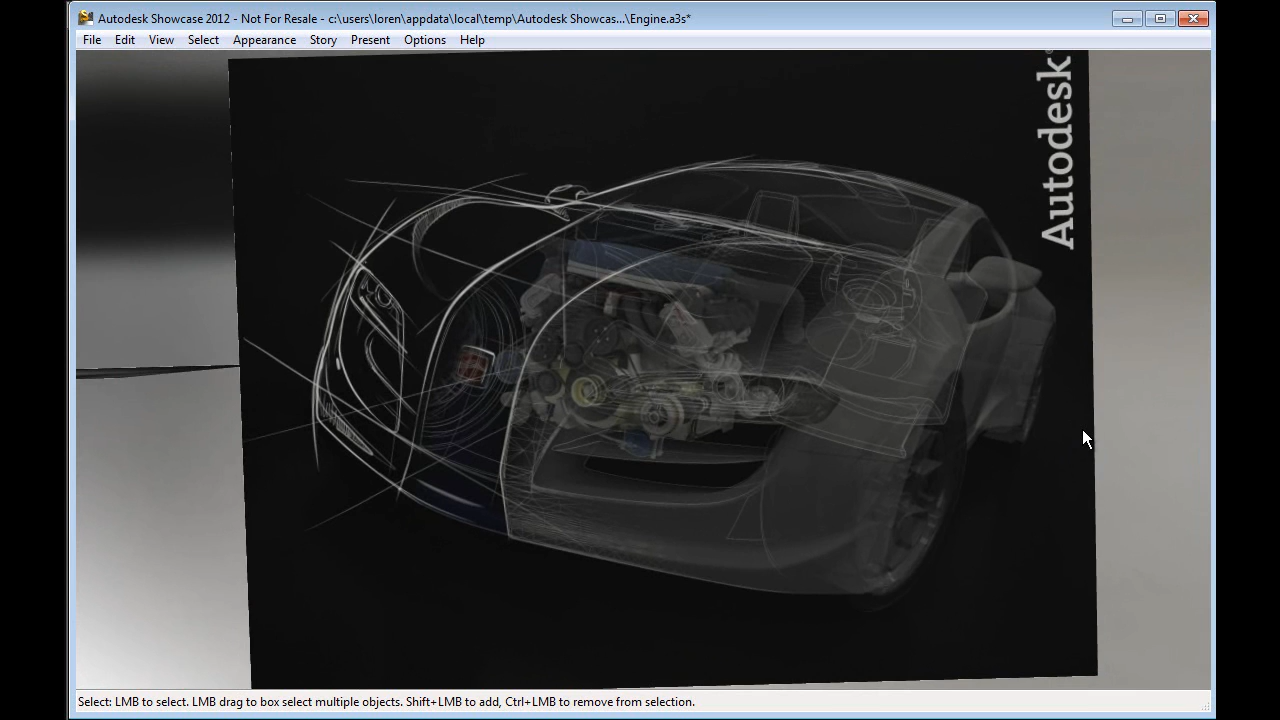 Autodesk Showcase 2012 - Not For Resale - c:\users\loren\appdata\local\temp\Autodesk Showcas...\Engine.a3s*
File Edit View Select Appearance Story Present Options Help
Autodesk
Select: LMB to select. LMB drag to box select multiple objects. Shift+LMB to add, Ctrl+LMB to remove from selection.